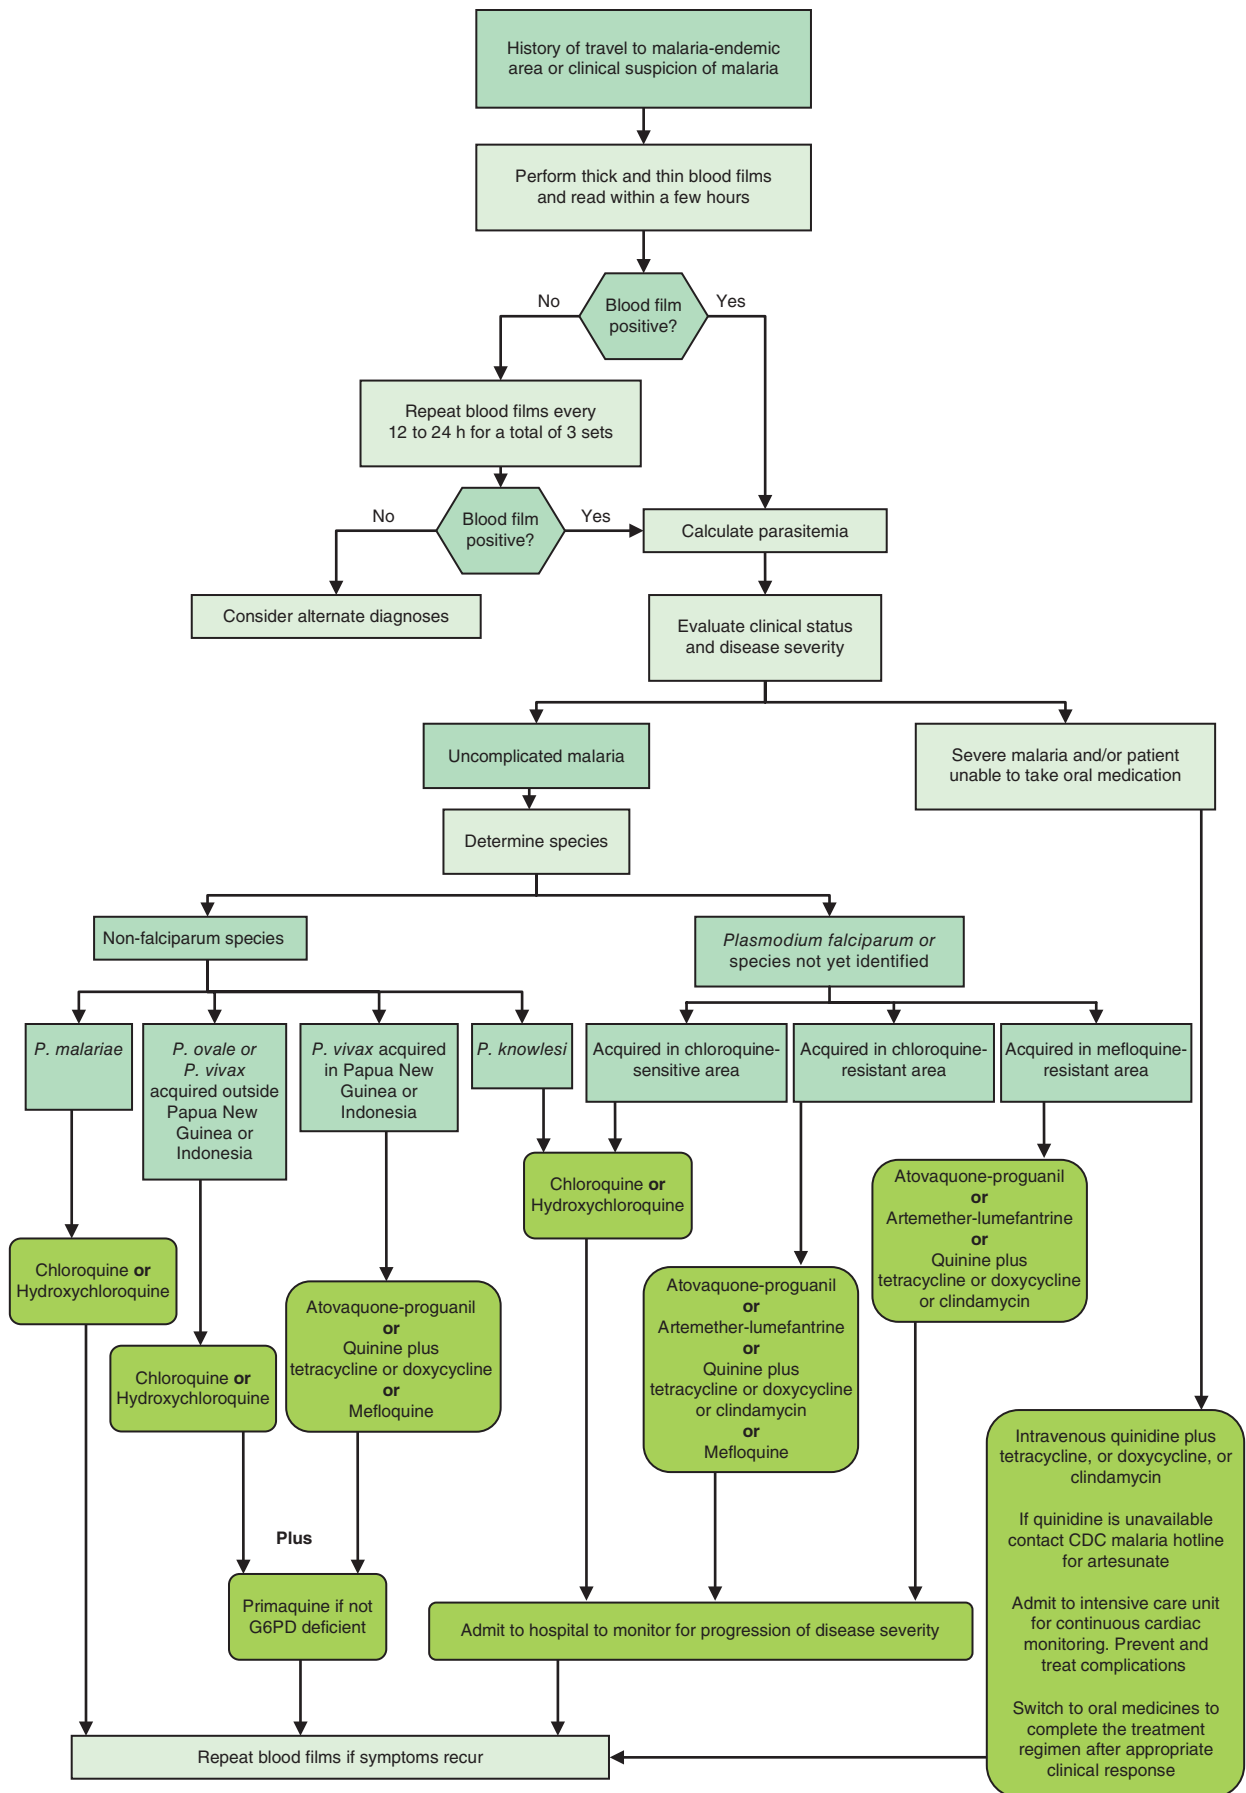 History of travel to malaria-endemic
area or clinical suspicion of malaria
Perform thick and thin blood films
and read within a few hours
Blood film
positive?
No
Yes
Repeat blood films every
12 to 24 h for a total of 3 sets
Blood film
positive?
No
Yes
Calculate parasitemia
Consider alternate diagnoses
Evaluate clinical status
and disease severity
Uncomplicated malaria
Severe malaria and/or patient
unable to take oral medication
Determine species
Non-falciparum species
Plasmodium falciparum or
species not yet identified
P. malariae
P. ovale or
P. vivax
acquired outside
Papua New
Guinea or
Indonesia
P. vivax acquired
in Papua New
Guinea or
Indonesia
P. knowlesi
Acquired in chloroquine-
sensitive area
Acquired in chloroquine-
resistant area
Acquired in mefloquine-
resistant area
Chloroquine or
Hydroxychloroquine
Chloroquine or
Hydroxychloroquine
Atovaquone-proguanil
or
Quinine plus
tetracycline or doxycycline
or
Mefloquine
Chloroquine or
Hydroxychloroquine
Atovaquone-proguanil
or
Artemether-lumefantrine
or
Quinine plus
tetracycline or doxycycline
or clindamycin
or
Mefloquine
Atovaquone-proguanil
or
Artemether-lumefantrine
or
Quinine plus
tetracycline or doxycycline
or clindamycin
Plus
Primaquine if not
G6PD deficient
Admit to hospital to monitor for progression of disease severity
Intravenous quinidine plus
tetracycline, or doxycycline, or
clindamycin
If quinidine is unavailable
contact CDC malaria hotline
for artesunate
Admit to intensive care unit
for continuous cardiac
monitoring. Prevent and
treat complications
Switch to oral medicines to
complete the treatment
regimen after appropriate
clinical response
Repeat blood films if symptoms recur